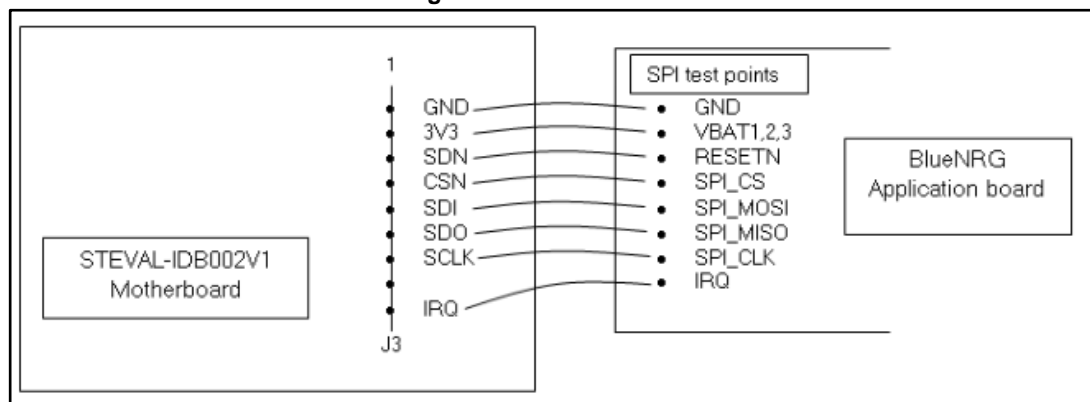 1
GND
3V3
SDN
CSN
SDI
SDO
SCLK
IRQ
J3
STEVAL-IDB002V1
Motherboard
SPI test points
GND
VBAT1,2,3
RESETN
SPI_CS
SPI_MOSI
SPI_MISO
SPI_CLK
IRQ
BlueNRG
Application board